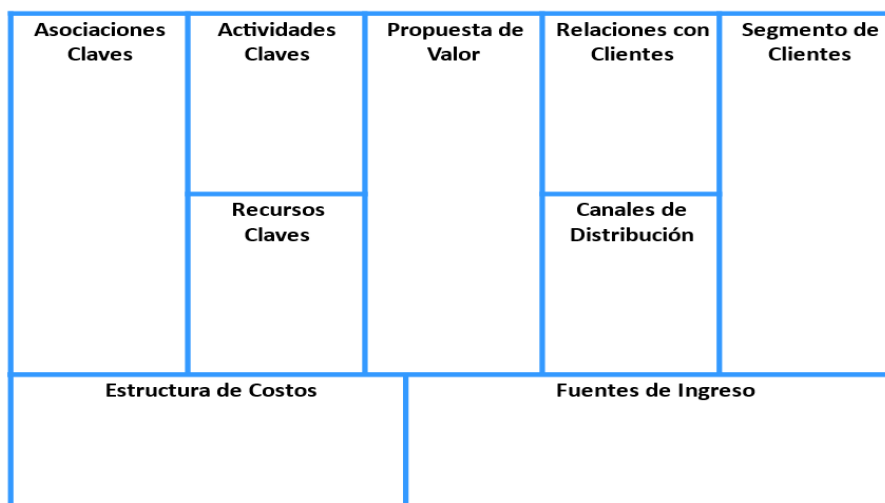 Asociaciones
Claves
Actividades
Claves
Propuesta de
Valor
Relaciones con
Clientes
Segmento de
Clientes
Recursos
Claves
Canales de
Distribución
Estructura de Costos
Fuentes de Ingreso